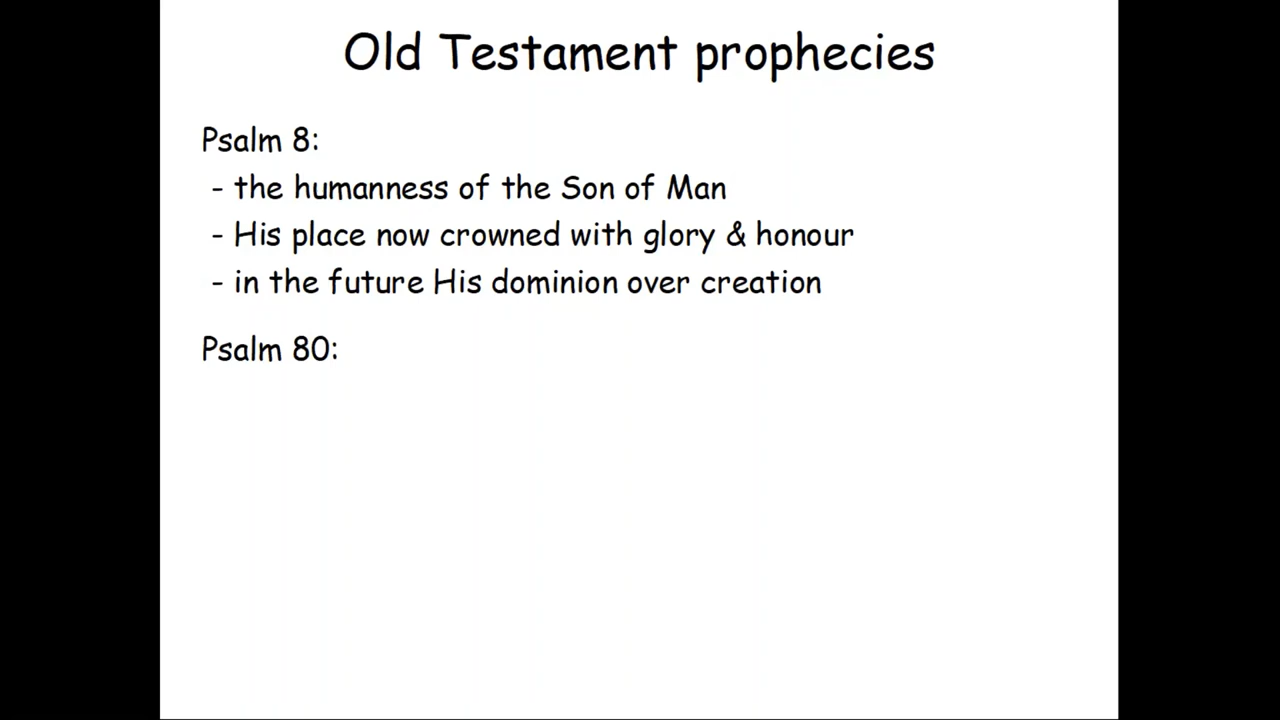 Old Testament prophecies
Psalm 8:
- the humanness of the Son of Man
- His place now crowned with glory & honour
- in the future His dominion over creation
Psalm 80: